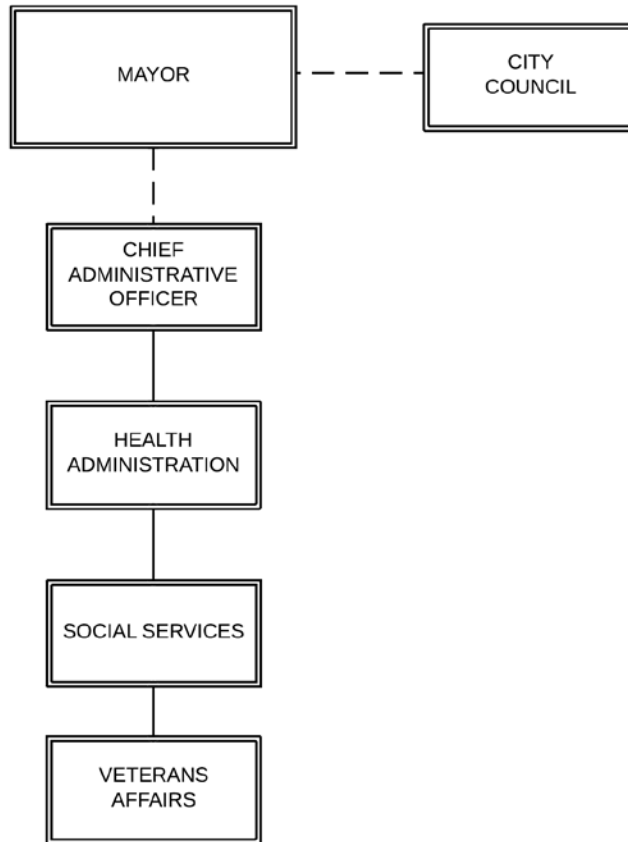 MAYOR
CITY
COUNCIL
CHIEF
ADMINISTRATIVE
OFFICER
HEALTH
ADMINISTRATION
SOCIAL SERVICES
VETERANS
AFFAIRS